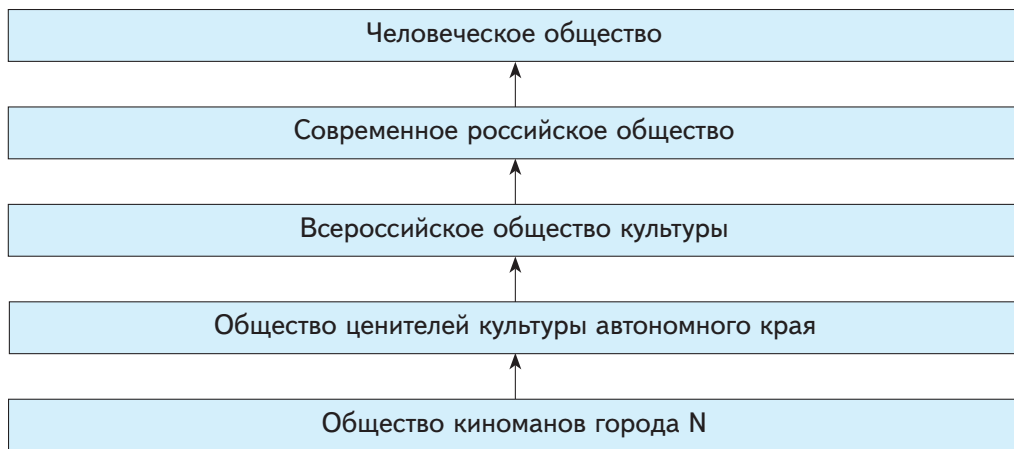 Человеческое общество
Современное российское общество
Всероссийское общество культуры
Общество ценителей культуры автономного края
Общество киноманов города N